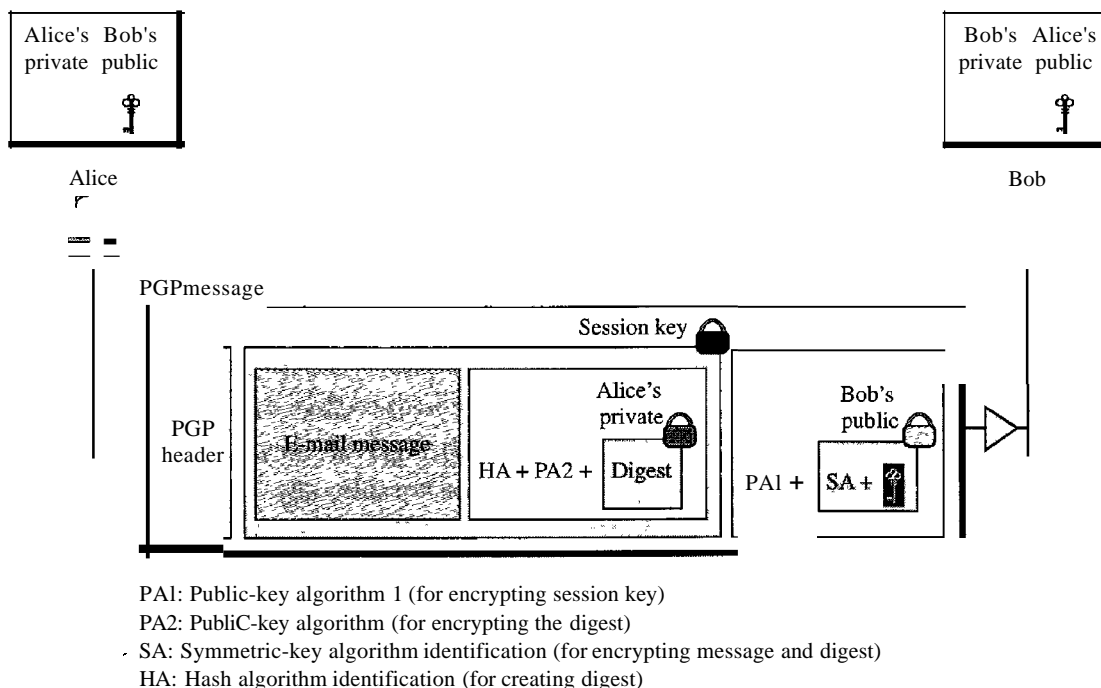 Alice's Bob's
private public
Bob's Alice's
private public
Alice
Bob
PGPmessage
Session key
Alice's
private
Bob's
public
PGP
header
E-mail message
HA + PA2 +
Digest
PAl +
SA +
PAl: Public-key algorithm 1 (for encrypting session key)
PA2: PubliC-key algorithm (for encrypting the digest)
SA: Symmetric-key algorithm identification (for encrypting message and digest)
HA: Hash algorithm identification (for creating digest)